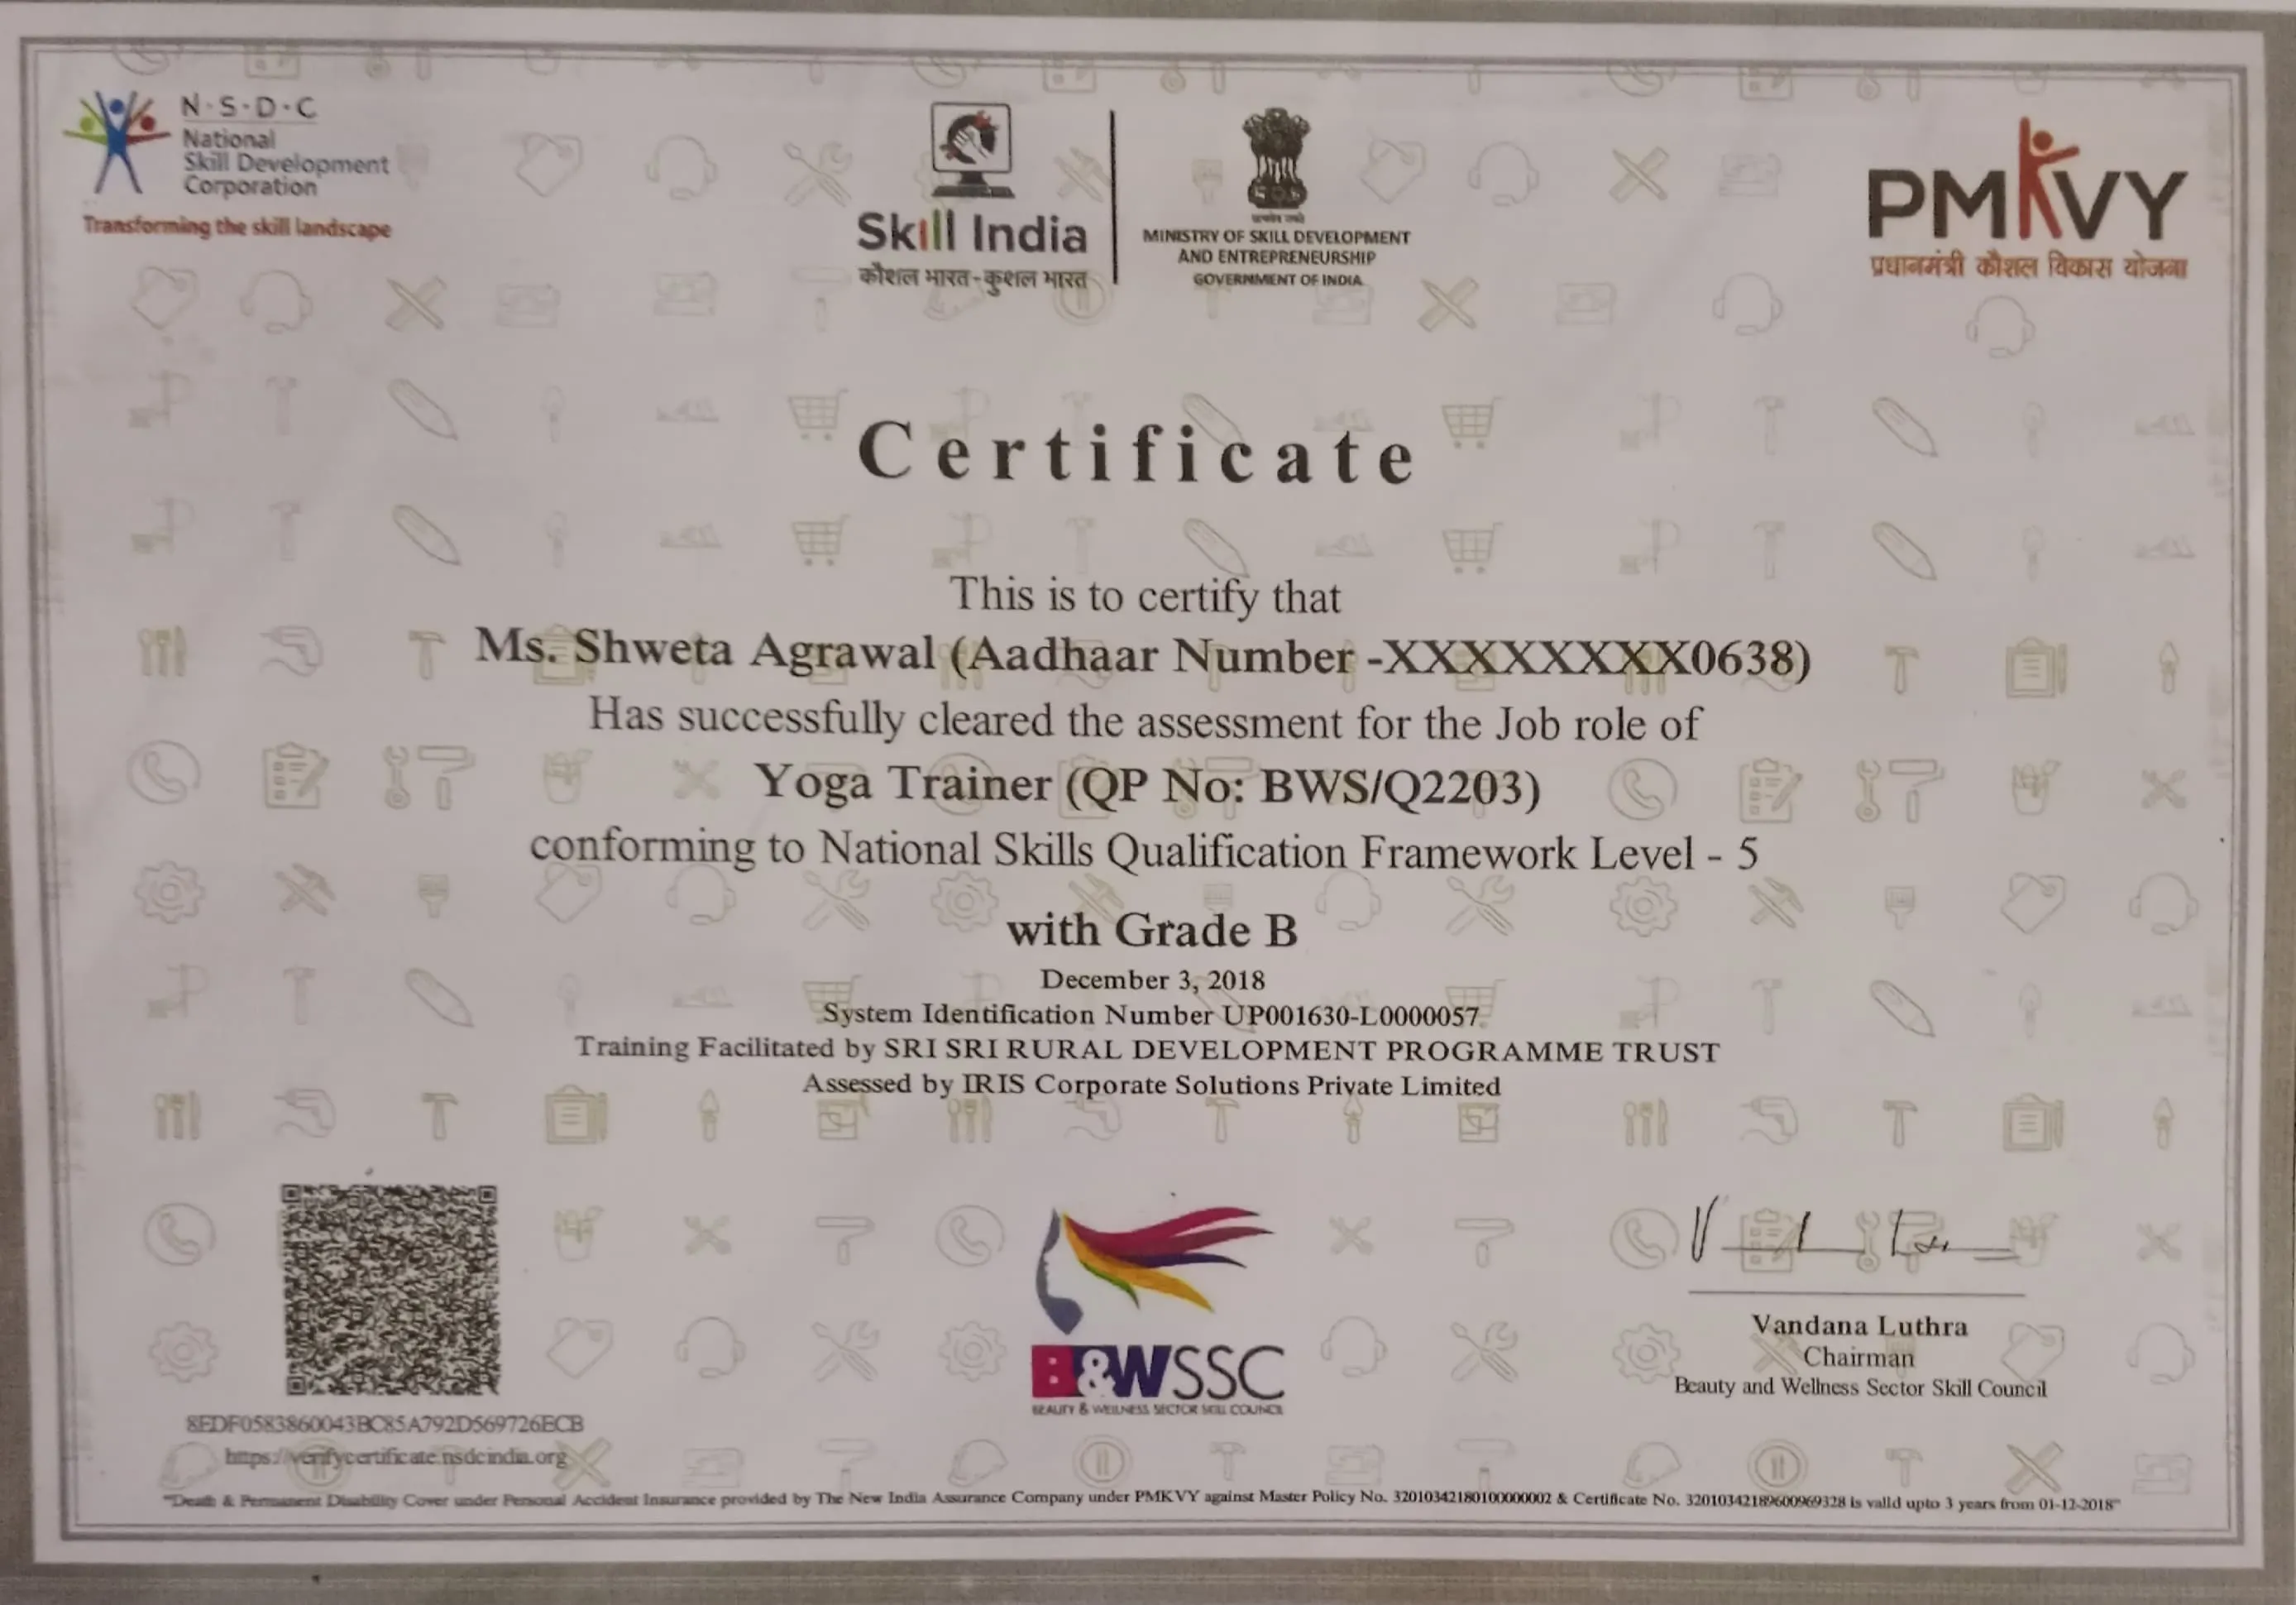 N·S·D·C
National
Skill Development
Corporation
Transforming the skill landscape
Skill India
कौशल भारत-कुशल भारत
सत्यमेव जयते
MINISTRY OF SKILL DEVELOPMENT
AND ENTREPRENEURSHIP
GOVERNMENT OF INDIA
PMKVY
प्रधानमंत्री कौशल विकास योजना
Certificate
This is to certify that
Ms. Shweta Agrawal (Aadhaar Number -XXXXXXXX0638)
Has successfully cleared the assessment for the Job role of
Yoga Trainer (QP No: BWS/Q2203)
conforming to National Skills Qualification Framework Level - 5
with Grade B
December 3, 2018
System Identification Number UP001630-L0000057
Training Facilitated by SRI SRI RURAL DEVELOPMENT PROGRAMME TRUST
Assessed by IRIS Corporate Solutions Private Limited
8EDF0583860043BC85A792D569726ECB
https://verifycertificate.nsdcindia.org
B&WSSC
BEAUTY & WELLNESS SECTOR SKILL COUNCIL
Vandana Luthra
Chairman
Beauty and Wellness Sector Skill Council
"Death & Permanent Disability Cover under Personal Accident Insurance provided by The New India Assurance Company under PMKVY against Master Policy No. 32010342180100000002 & Certificate No. 32010342189600969328 is valid upto 3 years from 01-12-2018"